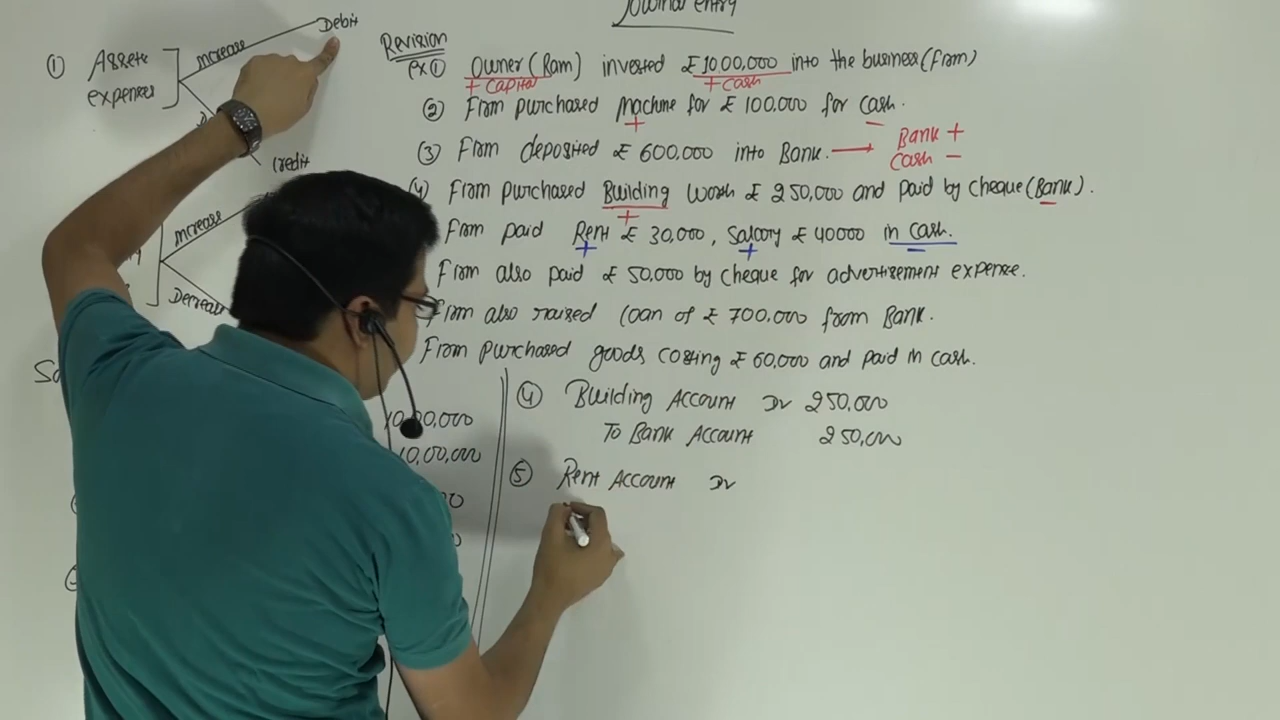 Journal entry
① Assets
expenses
increase
Debit
credit
Increase
Decrease
Revision
ex① Owner (Ram) invested £1000,000 into the business (firm)
+ Capital
+ Cash
② Firm purchased Machine for £ 100,000 for cash.
+ −
③ Firm deposited £ 600,000 into Bank. → Bank +
Cash −
(4) Firm purchased Building worth £ 250,000 and paid by cheque (Bank).
+ −
Firm paid Rent £ 30,000, Salary £ 40000 in cash.
+ + −
Firm also paid £ 50,000 by cheque for advertisement expense.
Firm also raised loan of £ 700,000 from Bank.
Firm purchased goods costing £ 60,000 and paid in cash.
So
10,00,000
10,00,000
④ Building Account Dr 250,000
To Bank Account 250,000
⑤ Rent Account Dr